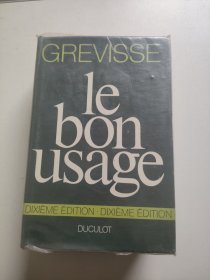 GREVISSE
le
bon
usage
DIXIÈME ÉDITION · DIXIÈME ÉDITION
DUCULOT